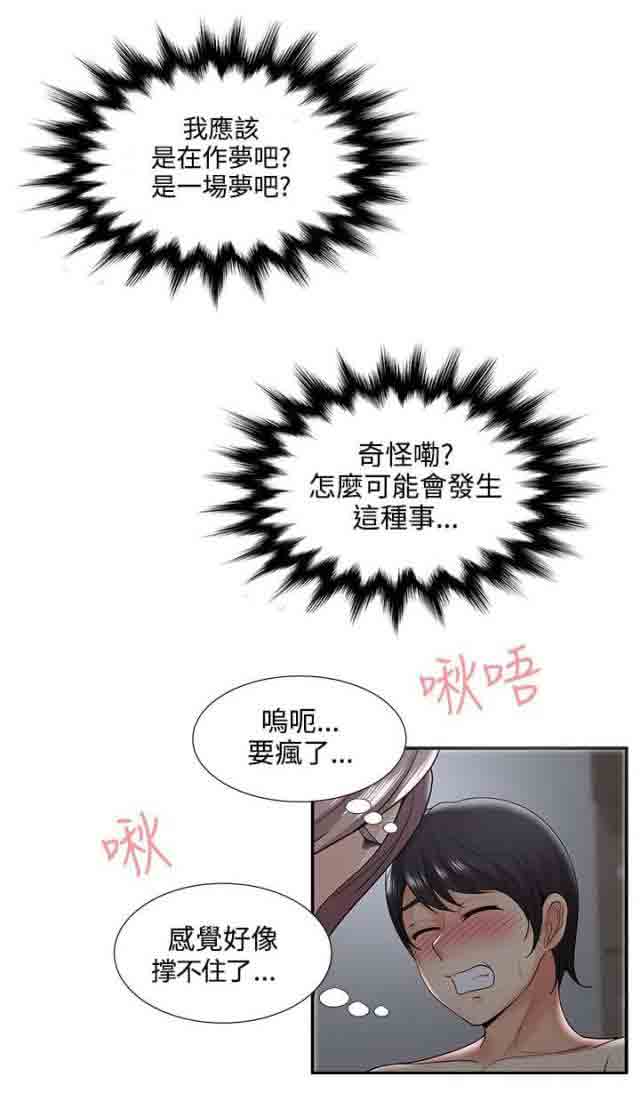 我應該
是在作夢吧?
是一場夢吧?
奇怪嘞?
怎麼可能會發生
這種事...
啾唔
嗚呃...
要瘋了...
啾
感覺好像
撐不住了...